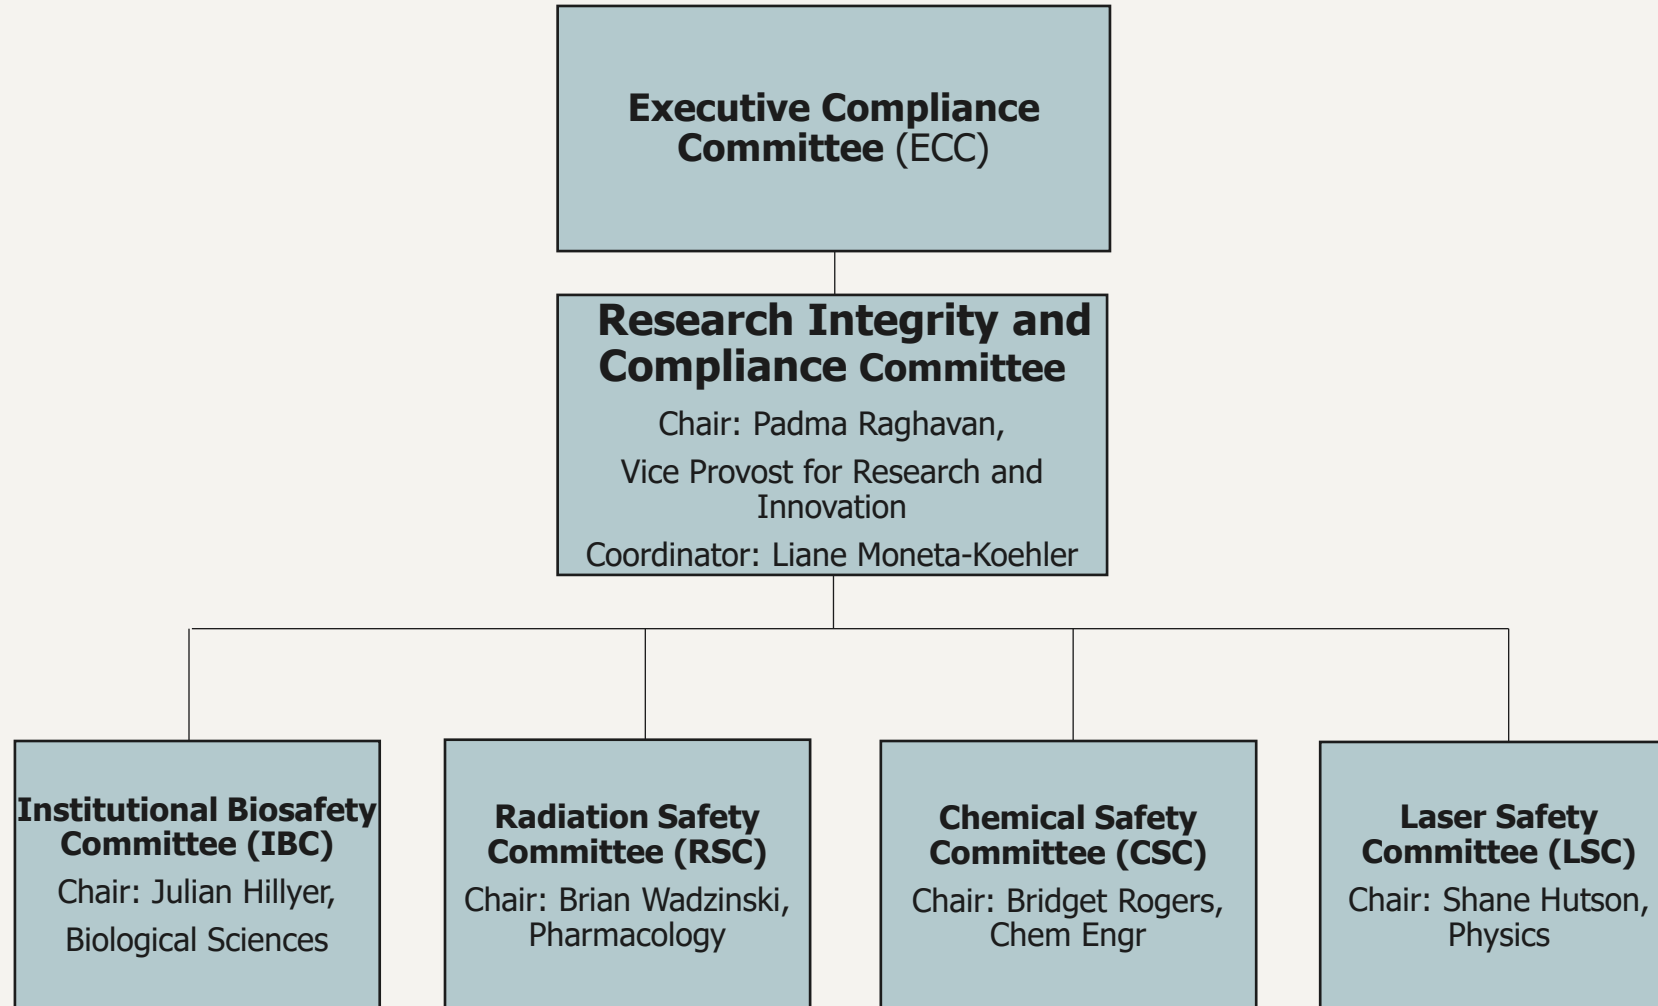 Executive Compliance
Committee (ECC)
Research Integrity and
Compliance Committee
Chair: Padma Raghavan,
Vice Provost for Research and
Innovation
Coordinator: Liane Moneta-Koehler
Institutional Biosafety
Committee (IBC)
Chair: Julian Hillyer,
Biological Sciences
Radiation Safety
Committee (RSC)
Chair: Brian Wadzinski,
Pharmacology
Chemical Safety
Committee (CSC)
Chair: Bridget Rogers,
Chem Engr
Laser Safety
Committee (LSC)
Chair: Shane Hutson,
Physics